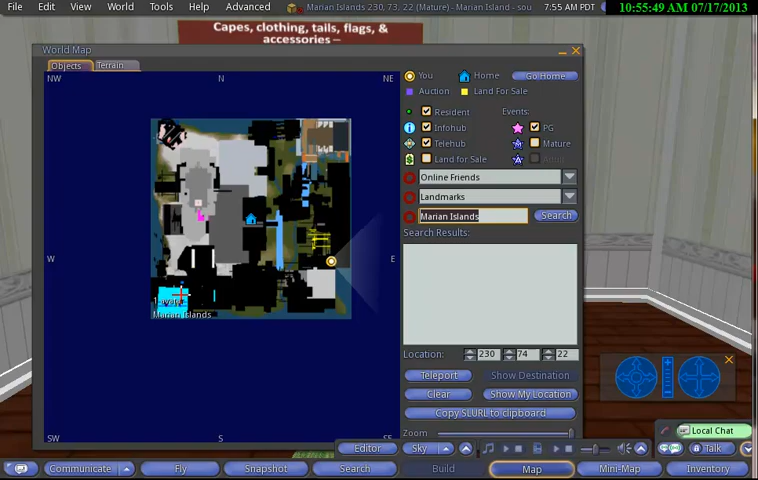 File Edit View World Tools Help Advanced
Marian Islands 230, 73, 22 (Mature) - Marian Island - sou
7:55 AM PDT
10:55:49 AM 07/17/2013
Capes, clothing, tails, flags, &
accessories --
World Map
Objects Terrain
NW N NE
W E
SW S SE
Marian Islands
You Home Go Home
Auction Land For Sale
Resident Events:
Infohub PG
Telehub Mature
Land for Sale
Online Friends
Landmarks
Marian Islands Search
Search Results:
Location: 230 74 22
Teleport Show Destination
Clear Show My Location
Copy SLURL to clipboard
Zoom
Local Chat
Editor Sky Talk
Communicate Fly Snapshot Search Build Map Mini-Map Inventory